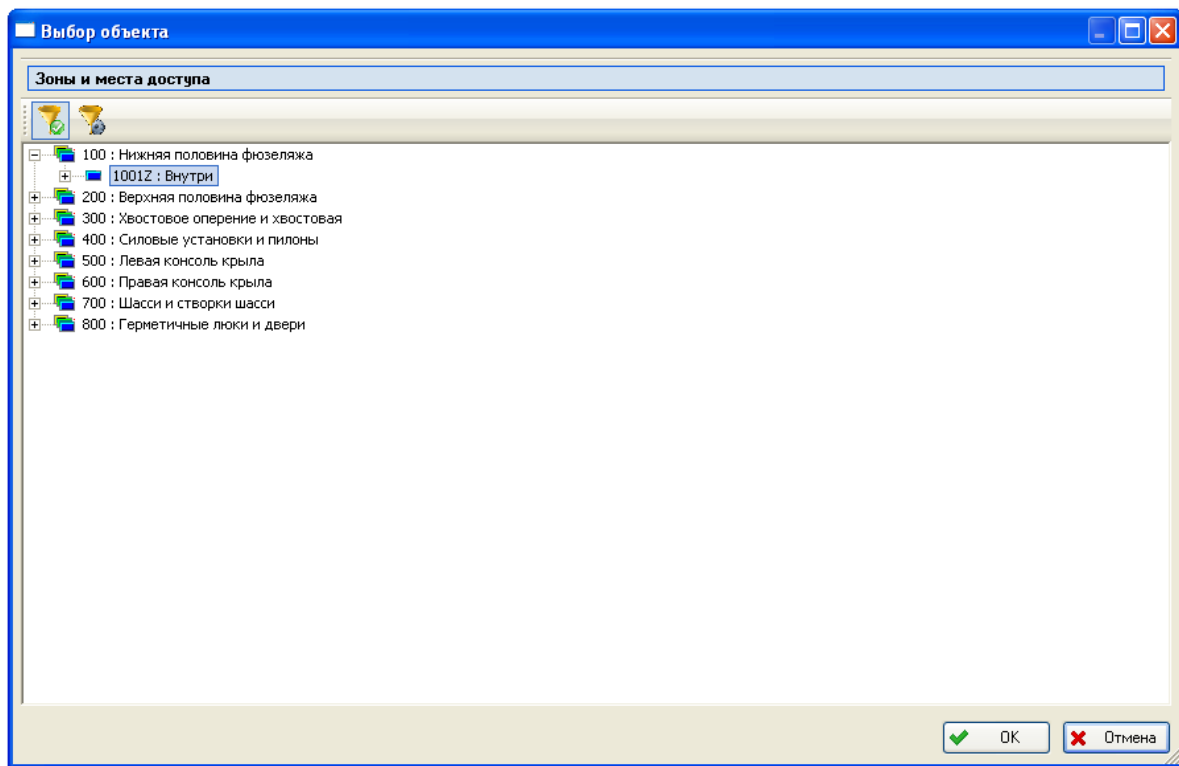 Выбор объекта
Зоны и места доступа
100 : Нижняя половина фюзеляжа
1001Z : Внутри
200 : Верхняя половина фюзеляжа
300 : Хвостовое оперение и хвостовая
400 : Силовые установки и пилоны
500 : Левая консоль крыла
600 : Правая консоль крыла
700 : Шасси и створки шасси
800 : Герметичные люки и двери
OK Отмена